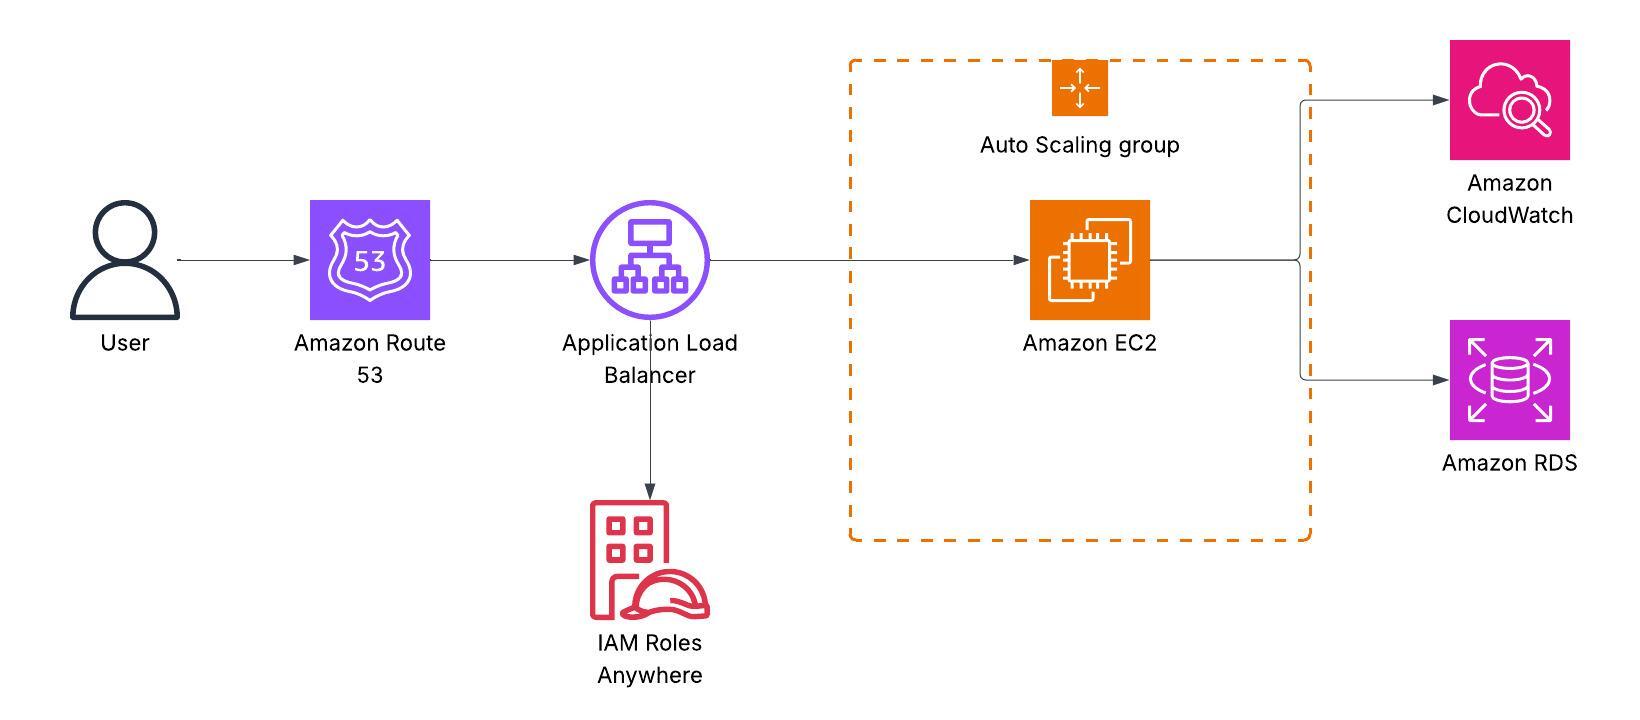 Auto Scaling group
Amazon
CloudWatch
53
User
Amazon Route
53
Application Load
Balancer
Amazon EC2
Amazon RDS
IAM Roles
Anywhere